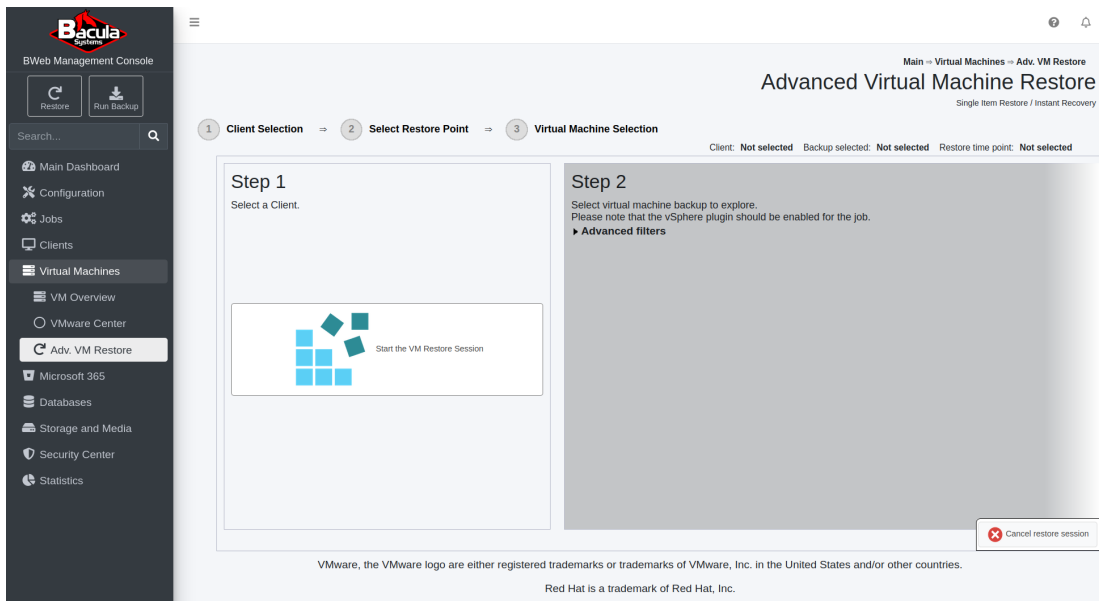 Bacula
Systems
BWeb Management Console
Restore
Run Backup
Search...
Main Dashboard
Configuration
Jobs
Clients
Virtual Machines
VM Overview
VMware Center
Adv. VM Restore
Microsoft 365
Databases
Storage and Media
Security Center
Statistics
Main ⇒ Virtual Machines ⇒ Adv. VM Restore
Advanced Virtual Machine Restore
Single Item Restore / Instant Recovery
1 Client Selection ⇒ 2 Select Restore Point ⇒ 3 Virtual Machine Selection
Client: Not selected Backup selected: Not selected Restore time point: Not selected
Step 1
Select a Client.
Start the VM Restore Session
Step 2
Select virtual machine backup to explore.
Please note that the vSphere plugin should be enabled for the job.
Advanced filters
Cancel restore session
VMware, the VMware logo are either registered trademarks or trademarks of VMware, Inc. in the United States and/or other countries.
Red Hat is a trademark of Red Hat, Inc.